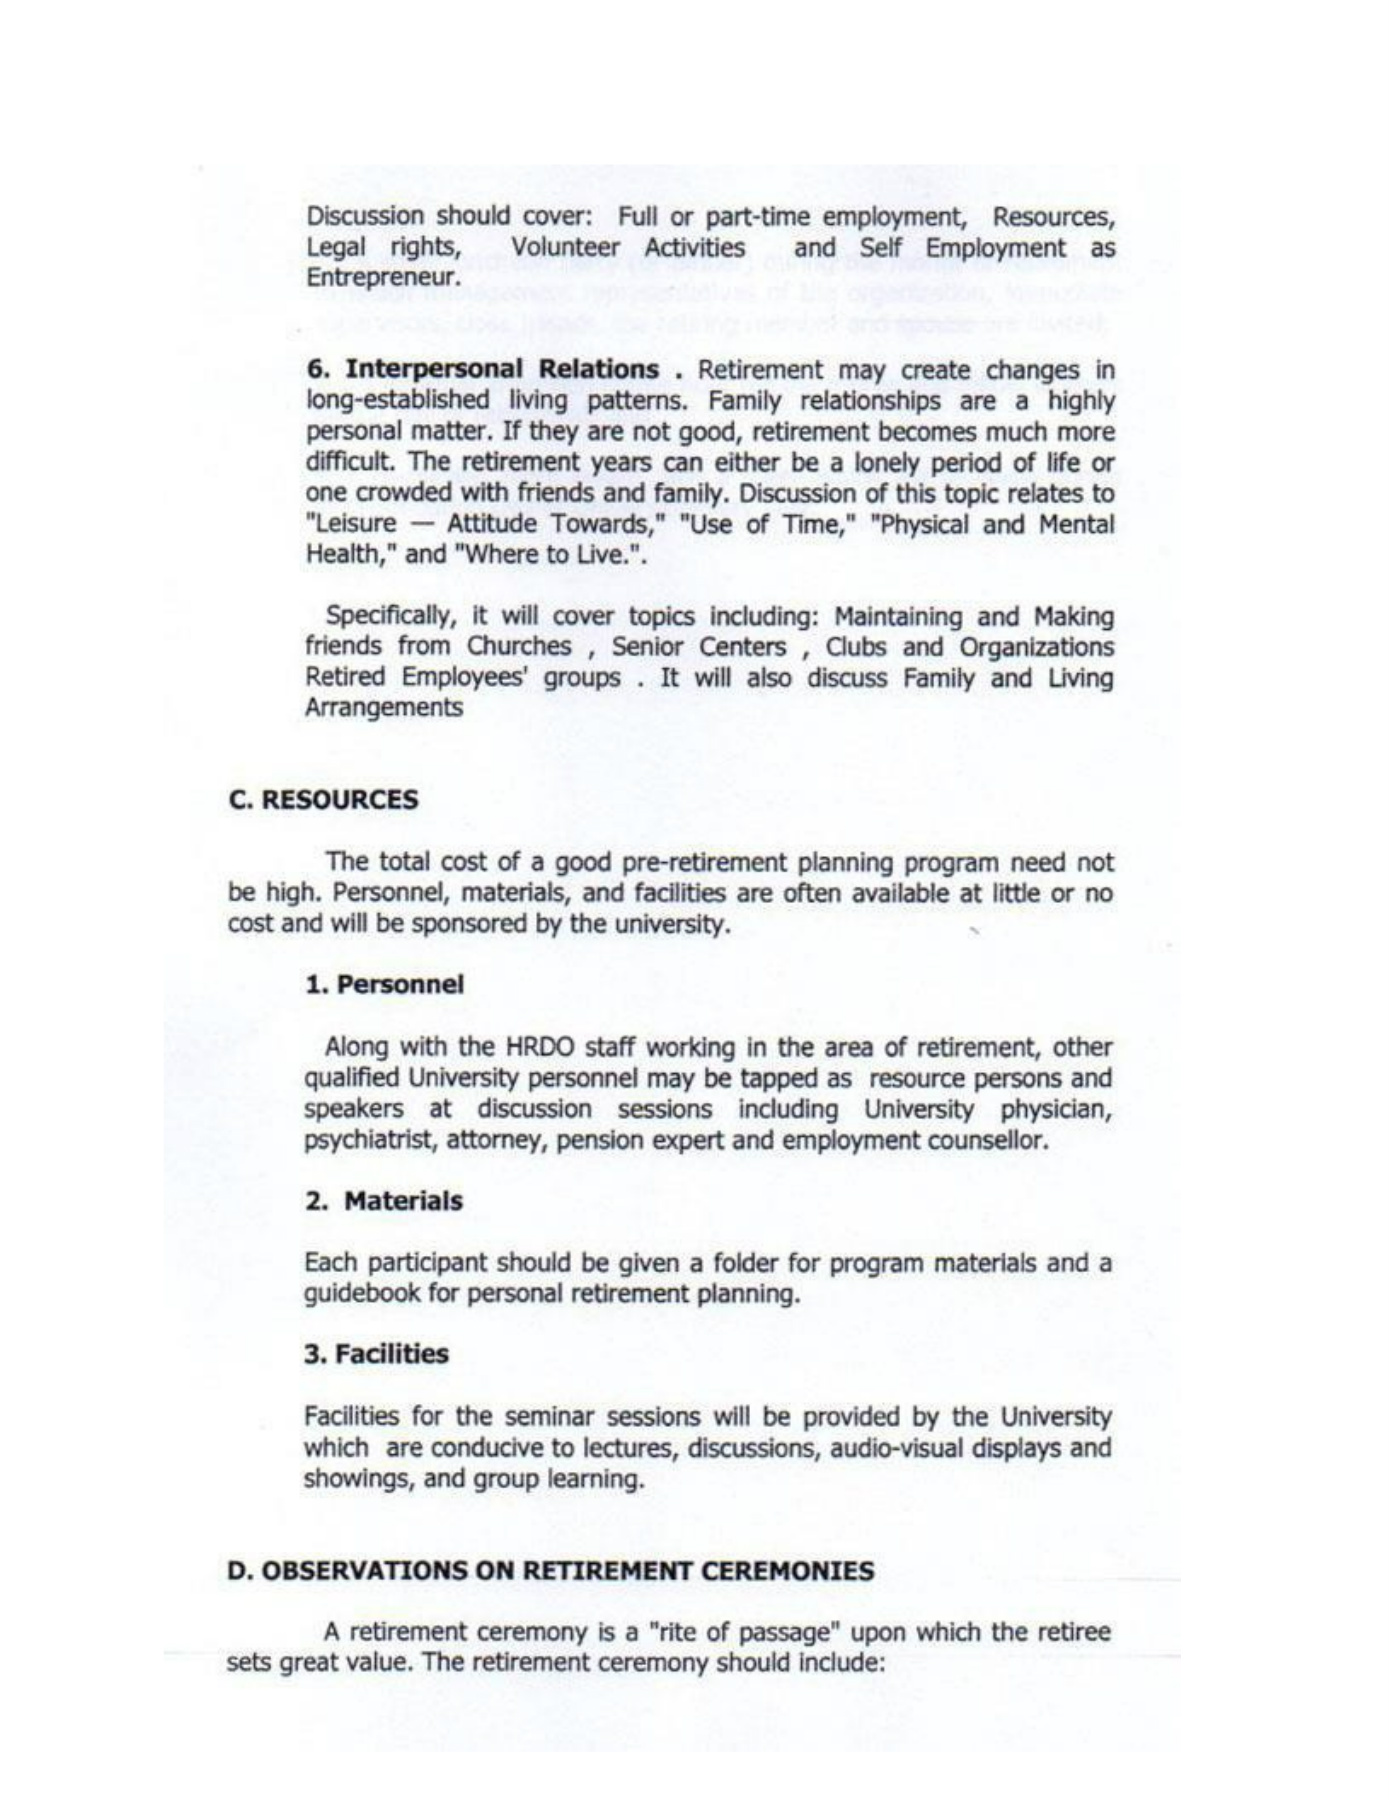 Discussion should cover: Full or part-time employment, Resources,
Legal rights, Volunteer Activities and Self Employment as
Entrepreneur.
6. Interpersonal Relations . Retirement may create changes in
long-established living patterns. Family relationships are a highly
personal matter. If they are not good, retirement becomes much more
difficult. The retirement years can either be a lonely period of life or
one crowded with friends and family. Discussion of this topic relates to
"Leisure — Attitude Towards," "Use of Time," "Physical and Mental
Health," and "Where to Live.".
Specifically, it will cover topics including: Maintaining and Making
friends from Churches , Senior Centers , Clubs and Organizations
Retired Employees' groups . It will also discuss Family and Living
Arrangements
C. RESOURCES
The total cost of a good pre-retirement planning program need not
be high. Personnel, materials, and facilities are often available at little or no
cost and will be sponsored by the university.
1. Personnel
Along with the HRDO staff working in the area of retirement, other
qualified University personnel may be tapped as resource persons and
speakers at discussion sessions including University physician,
psychiatrist, attorney, pension expert and employment counsellor.
2. Materials
Each participant should be given a folder for program materials and a
guidebook for personal retirement planning.
3. Facilities
Facilities for the seminar sessions will be provided by the University
which are conducive to lectures, discussions, audio-visual displays and
showings, and group learning.
D. OBSERVATIONS ON RETIREMENT CEREMONIES
A retirement ceremony is a "rite of passage" upon which the retiree
sets great value. The retirement ceremony should include: